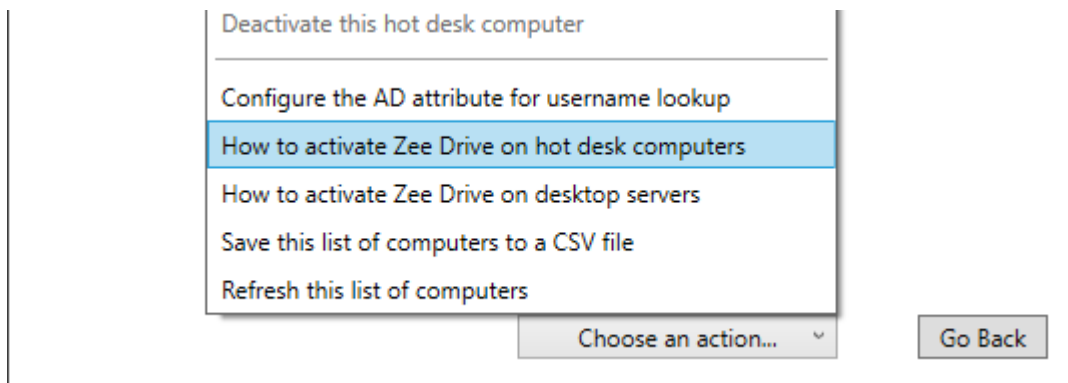 Deactivate this hot desk computer
Configure the AD attribute for username lookup
How to activate Zee Drive on hot desk computers
How to activate Zee Drive on desktop servers
Save this list of computers to a CSV file
Refresh this list of computers
Choose an action...
Go Back